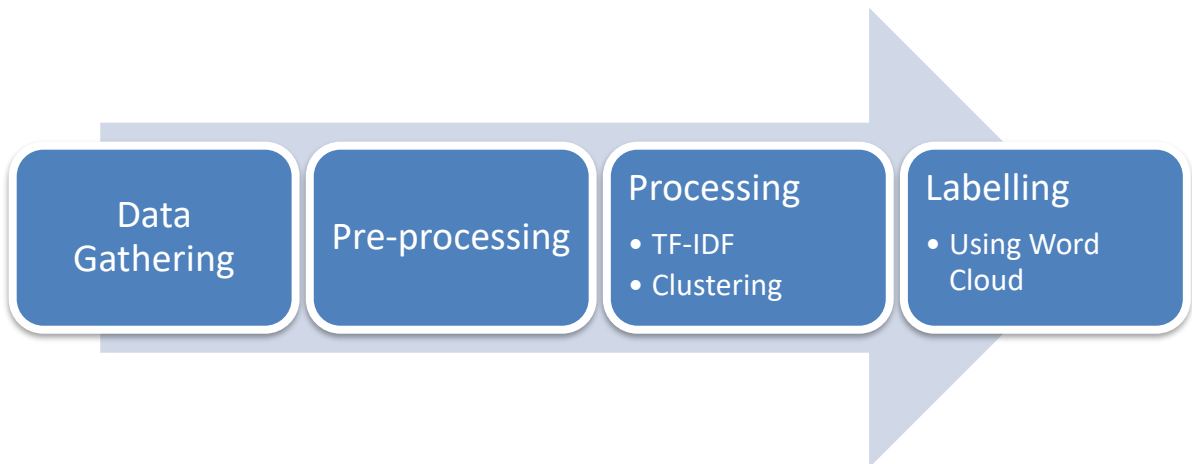 Data
Gathering
Pre-processing
Processing
• TF-IDF
• Clustering
Labelling
• Using Word
Cloud